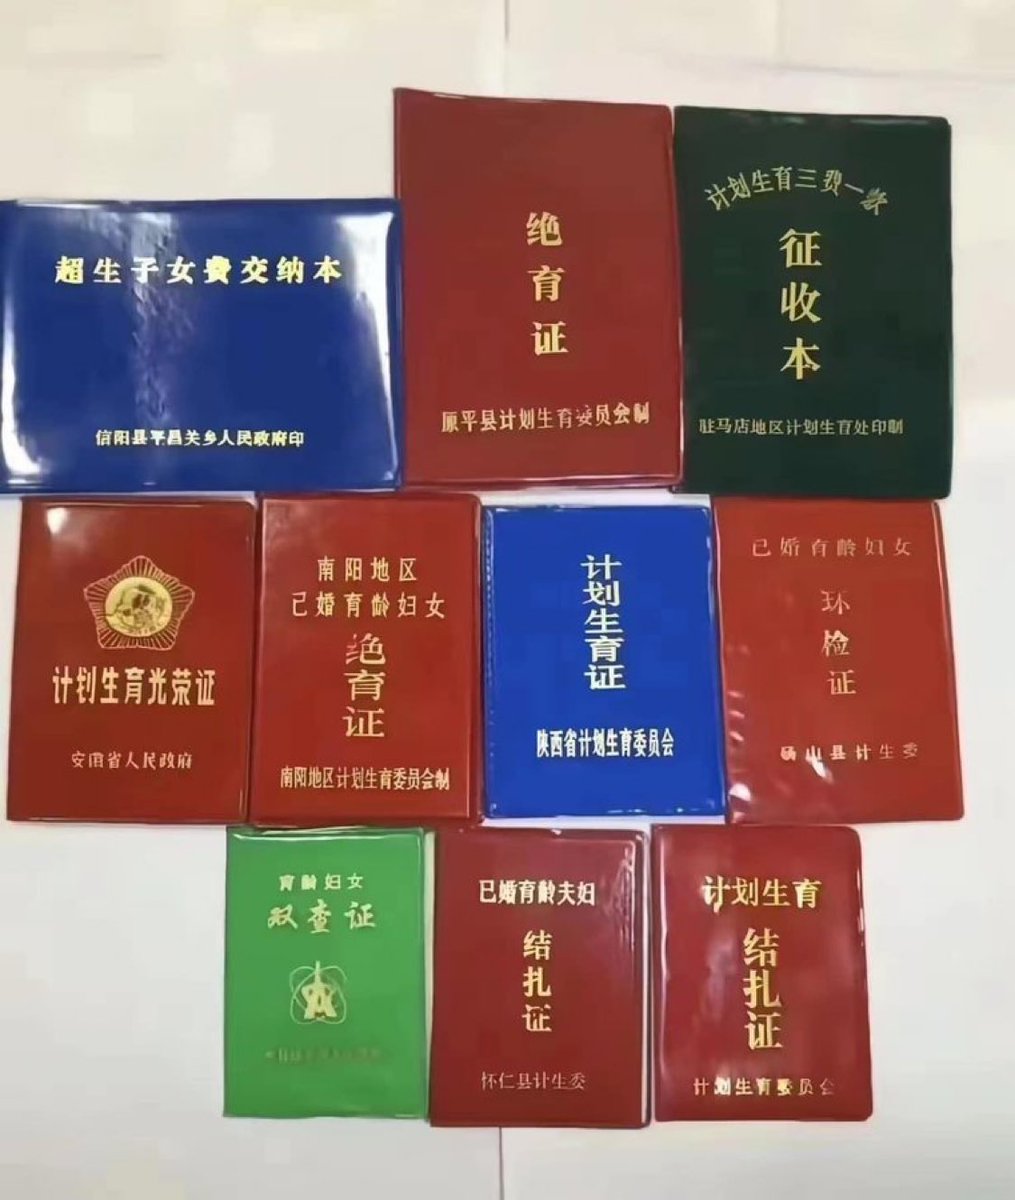 超生子女费交纳本
信阳县平昌关乡人民政府印
绝育证
原平县计划生育委员会制
计划生育三费一款
征收本
驻马店地区计划生育处印制
计划生育光荣证
安徽省人民政府
南阳地区
已婚育龄妇女
绝育证
南阳地区计划生育委员会制
计划生育证
陕西省计划生育委员会
已婚育龄妇女
环检证
砀山县计生委
育龄妇女
双查证
已婚育龄夫妇
结扎证
怀仁县计生委
计划生育
结扎证
计划生育委员会